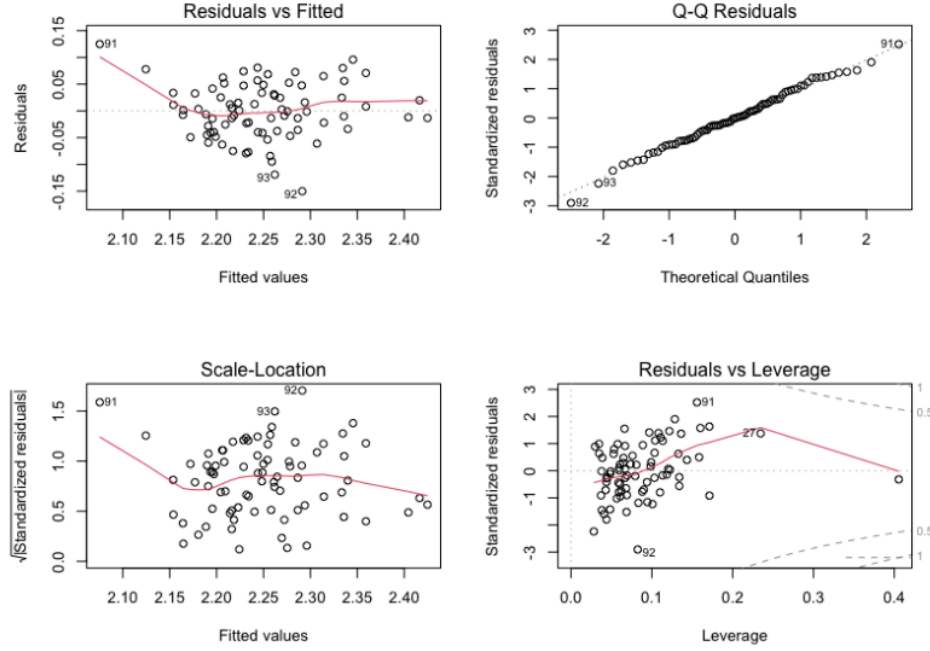 Residuals vs Fitted
Residuals
0.15
0.05
-0.05
-0.15
91
93
92
2.10 2.15 2.20 2.25 2.30 2.35 2.40
Fitted values
Q-Q Residuals
Standardized residuals
3
2
1
0
-1
-2
-3
91
93
92
-2 -1 0 1 2
Theoretical Quantiles
Scale-Location
√|Standardized residuals|
1.5
1.0
0.5
0.0
91
92
93
2.10 2.15 2.20 2.25 2.30 2.35 2.40
Fitted values
Residuals vs Leverage
Standardized residuals
3
2
1
0
-1
-3
91
27
92
1
0.5
0.5
1
0.0 0.1 0.2 0.3 0.4
Leverage